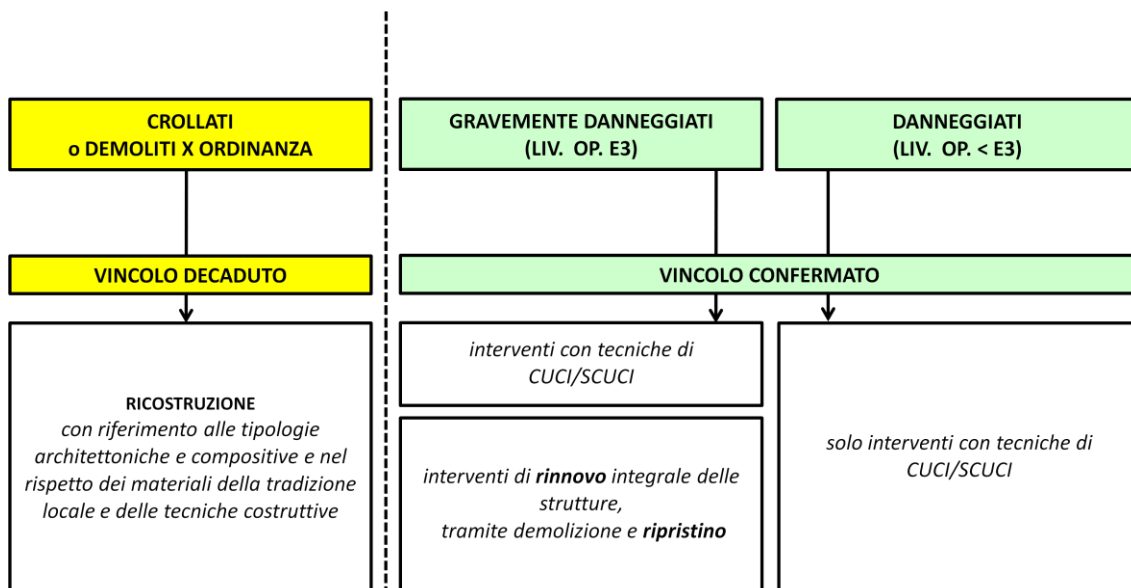 CROLLATI
o DEMOLITI X ORDINANZA
GRAVEMENTE DANNEGGIATI
(LIV. OP. E3)
DANNEGGIATI
(LIV. OP. < E3)
VINCOLO DECADUTO
VINCOLO CONFERMATO
RICOSTRUZIONE
con riferimento alle tipologie
architettoniche e compositive e nel
rispetto dei materiali della tradizione
locale e delle tecniche costruttive
interventi con tecniche di
CUCI/SCUCI
interventi di rinnovo integrale delle
strutture,
tramite demolizione e ripristino
solo interventi con tecniche di
CUCI/SCUCI